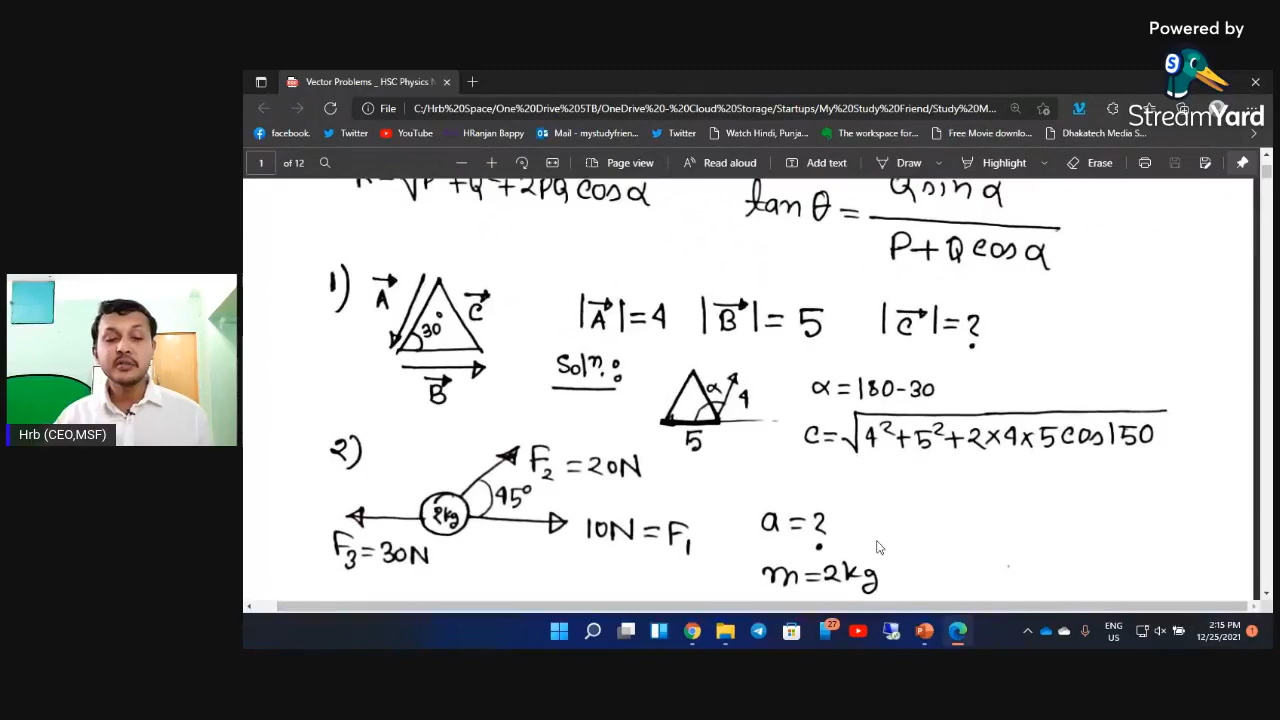 Powered by
StreamYard
Vector Problems _ HSC Physics
File
C:/Hrb%20Space/One%20Drive%205TB/OneDrive%20-%20Cloud%20Storage/Startups/My%20Study%20Friend/Study%20M...
facebook.
Twitter
YouTube
HRanjan Bappy
Mail - mystudyfrien...
Twitter
Watch Hindi, Punja...
The workspace for...
Free Movie downlo...
Dhakatech Media S...
1 of 12
Page view
Read aloud
Add text
Draw
Highlight
Erase
+ 2PQ cos α
tan θ = Q sin α / P + Q cos α
1) A→ 30° C→ B→
|A→| = 4 |B→| = 5 |C→| = ?
Solⁿ:
α 4 5
α = 180 - 30
C = √4² + 5² + 2 × 4 × 5 cos 150
2) 2kg 45°
F₂ = 20N
10N = F₁
F₃ = 30N
a = ?
m = 2kg
Hrb (CEO,MSF)
27
ENG
US
2:15 PM
12/25/2021
1